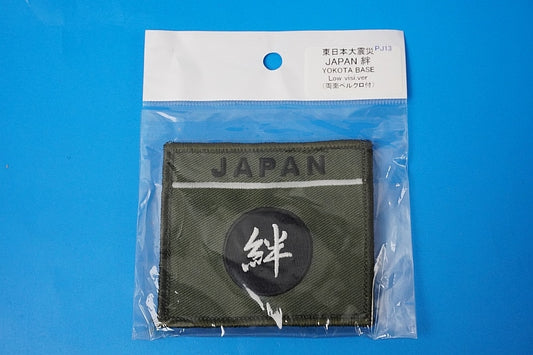 東日本大震災 PJ13
JAPAN 絆
YOKOTA BASE
Low visi.ver
(両面ベルクロ付)
JAPAN
絆